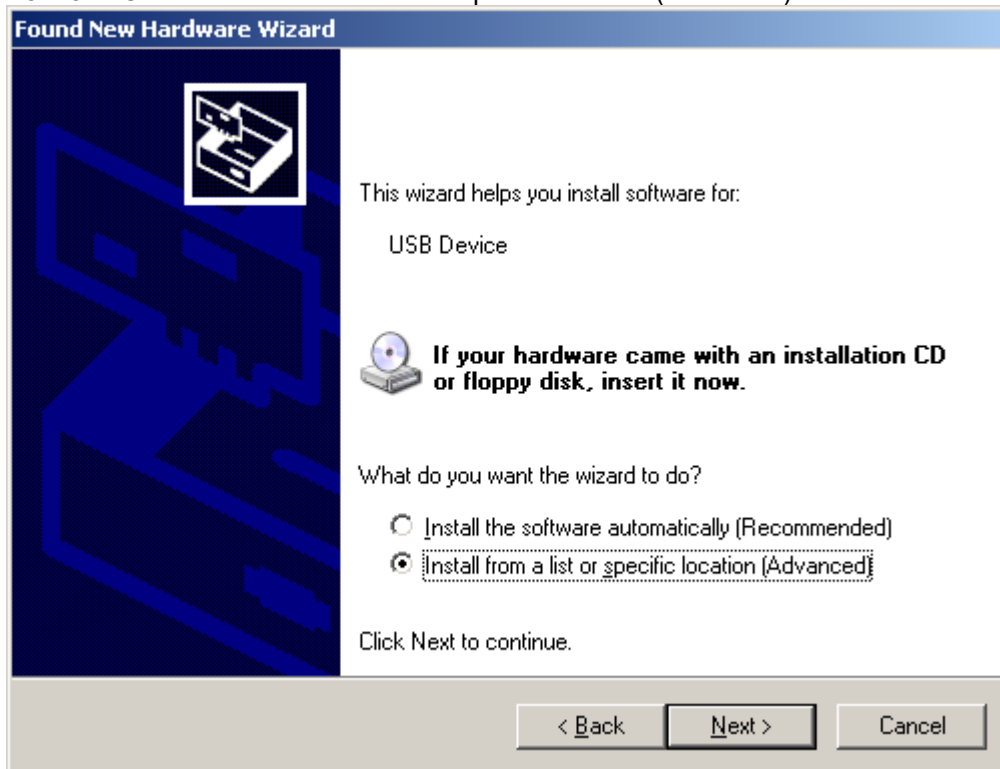 Found New Hardware Wizard
This wizard helps you install software for:
USB Device
If your hardware came with an installation CD
or floppy disk, insert it now.
What do you want the wizard to do?
Install the software automatically (Recommended)
Install from a list or specific location (Advanced)
Click Next to continue.
< Back
Next >
Cancel